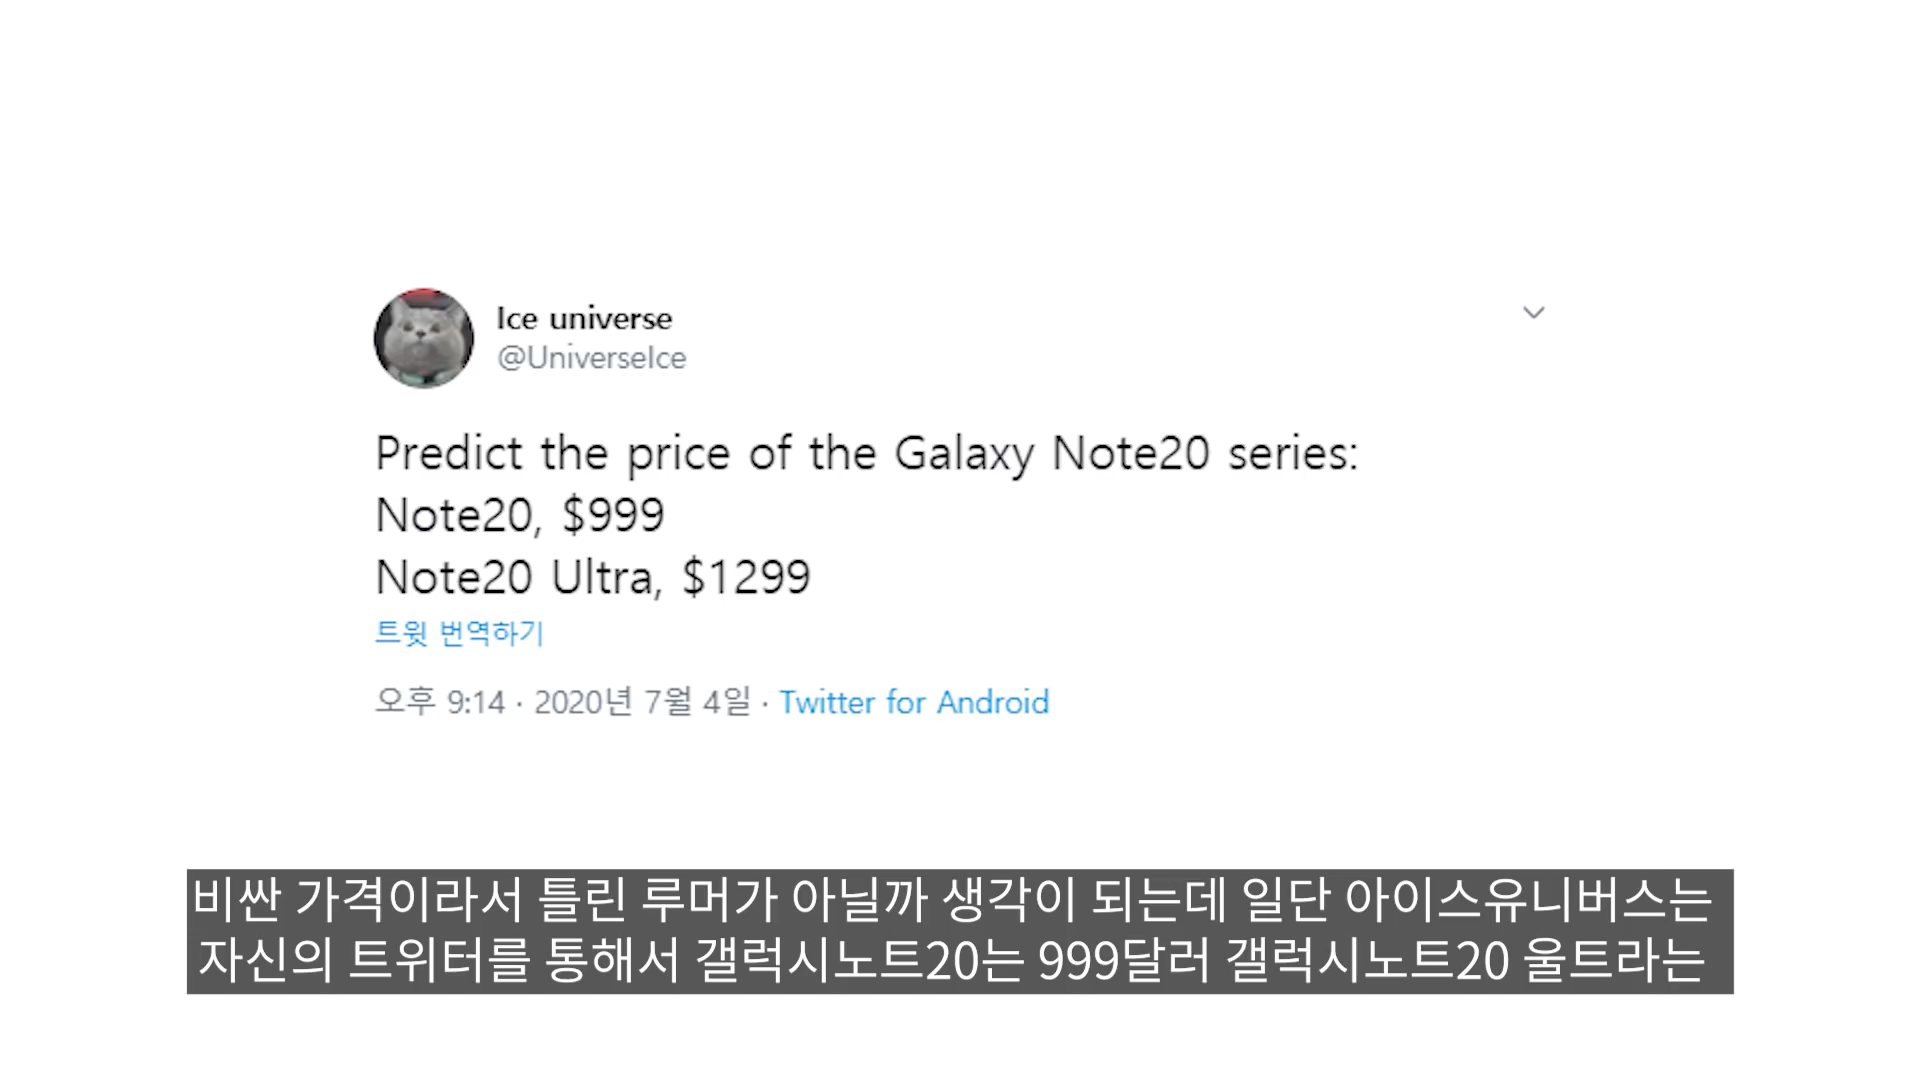 Ice universe
@UniverseIce
Predict the price of the Galaxy Note20 series:
Note20, $999
Note20 Ultra, $1299
트윗 번역하기
오후 9:14 · 2020년 7월 4일 · Twitter for Android
비싼 가격이라서 틀린 루머가 아닐까 생각이 되는데 일단 아이스유니버스는
자신의 트위터를 통해서 갤럭시노트20는 999달러 갤럭시노트20 울트라는